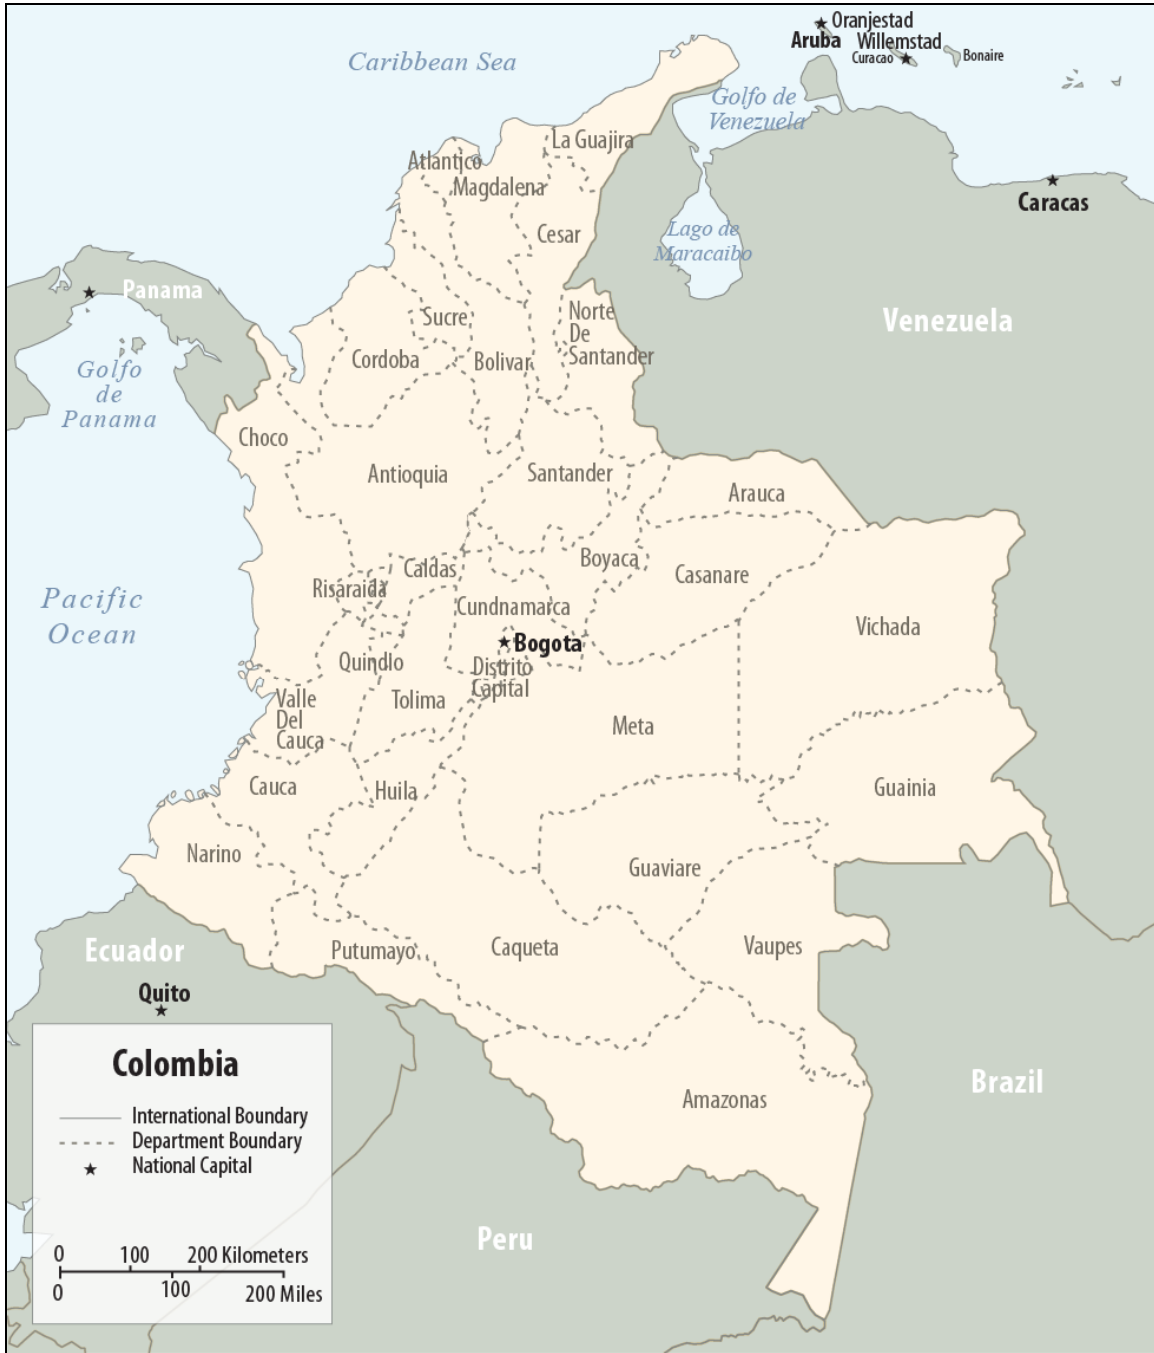 Oranjestad
Aruba
Willemstad
Curacao
Bonaire
Caribbean Sea
Golfo de
Venezuela
La Guajira
Atlantico
Magdalena
Caracas
Cesar
Lago de
Maracaibo
Panama
Venezuela
Norte
De
Santander
Sucre
Cordoba
Bolivar
Golfo
de
Panama
Choco
Antioquia
Santander
Arauca
Boyaca
Caldas
Casanare
Risaraida
Cundnamarca
Pacific
Ocean
Vichada
Bogota
Distrito
Capital
Quindlo
Valle
Del
Cauca
Tolima
Meta
Cauca
Huila
Guainia
Narino
Guaviare
Ecuador
Putumayo
Caqueta
Vaupes
Quito
Colombia
International Boundary
Department Boundary
National Capital
0 100 200 Kilometers
0 100 200 Miles
Amazonas
Brazil
Peru